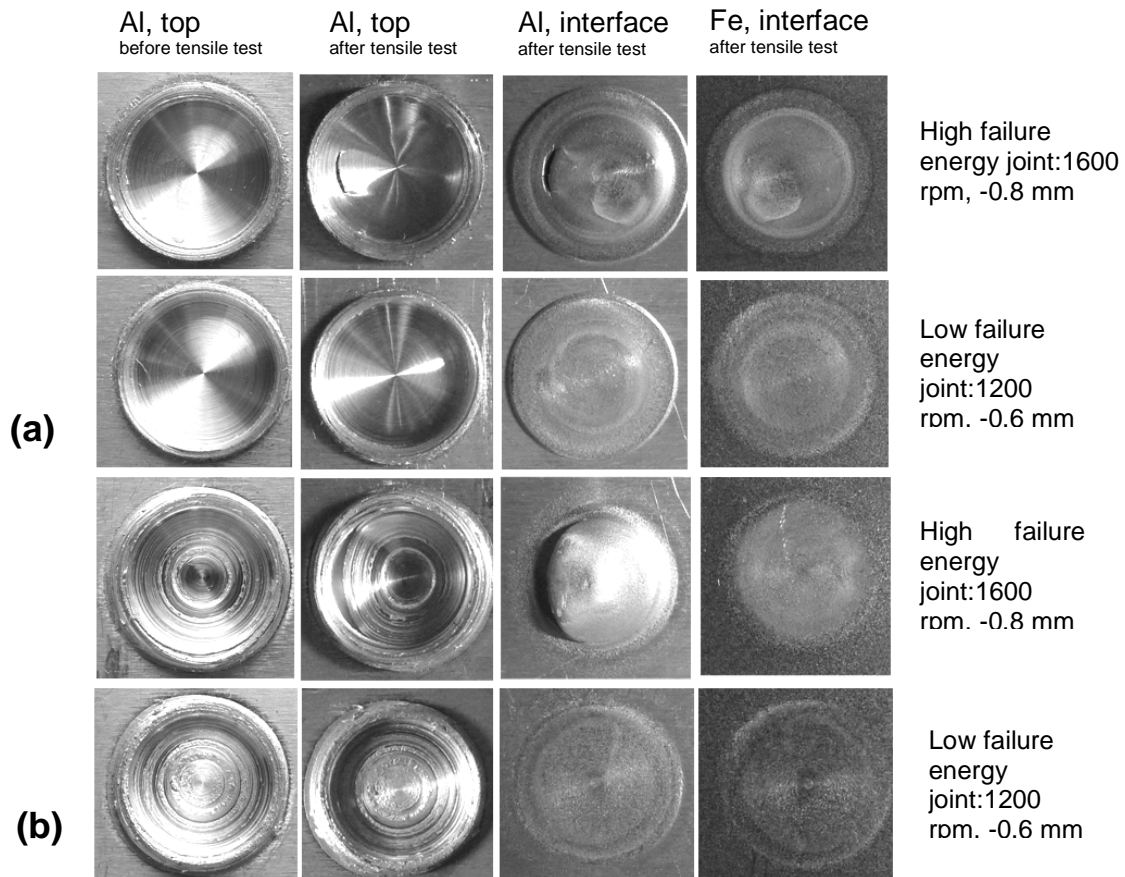 Al, top
before tensile test
Al, top
after tensile test
Al, interface
after tensile test
Fe, interface
after tensile test
High failure
energy joint:1600
rpm, -0.8 mm
Low failure
energy
joint:1200
rpm, -0.6 mm
(a)
High failure
energy
joint:1600
rpm, -0.8 mm
Low failure
energy
joint:1200
rpm, -0.6 mm
(b)